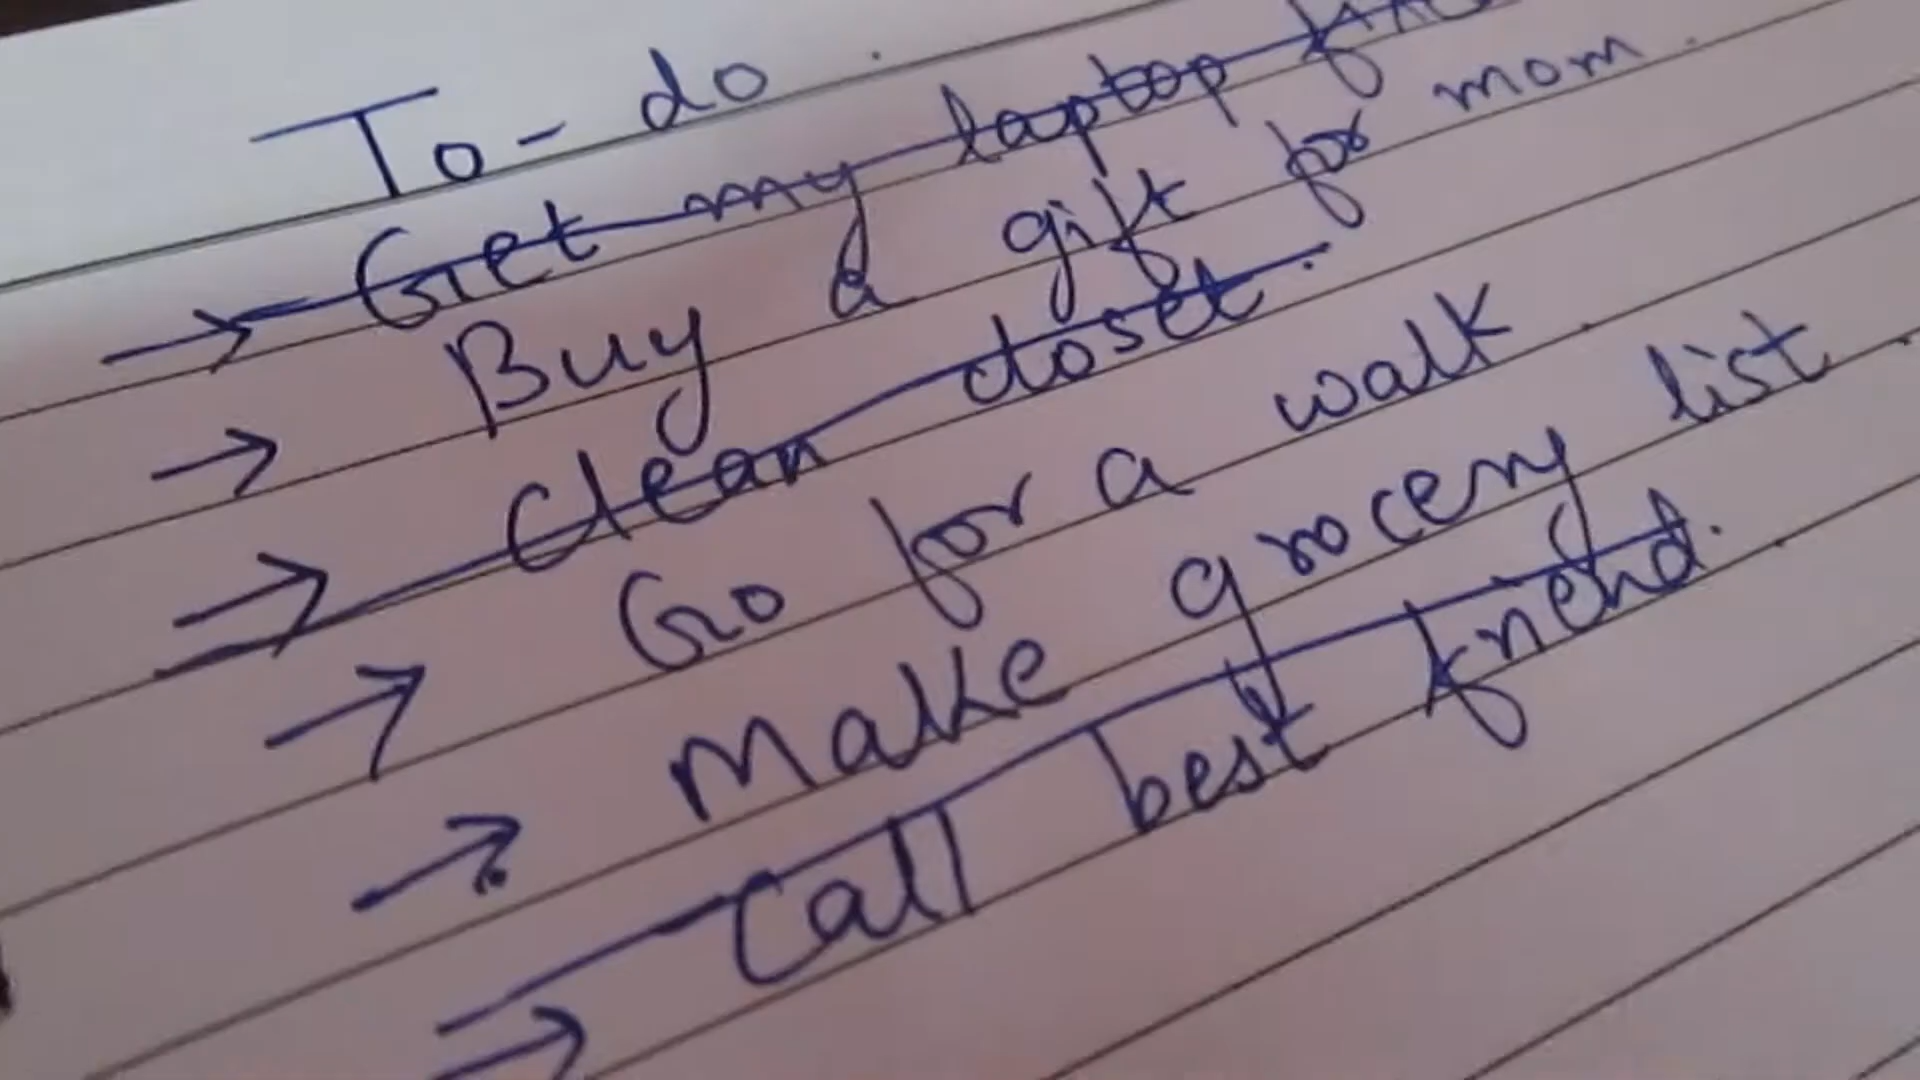 To-do
→ Get my laptop
→ Buy a gift for mom.
→ Clean closet.
→ Go for a walk.
→ Make grocery list.
→ Call best friend.